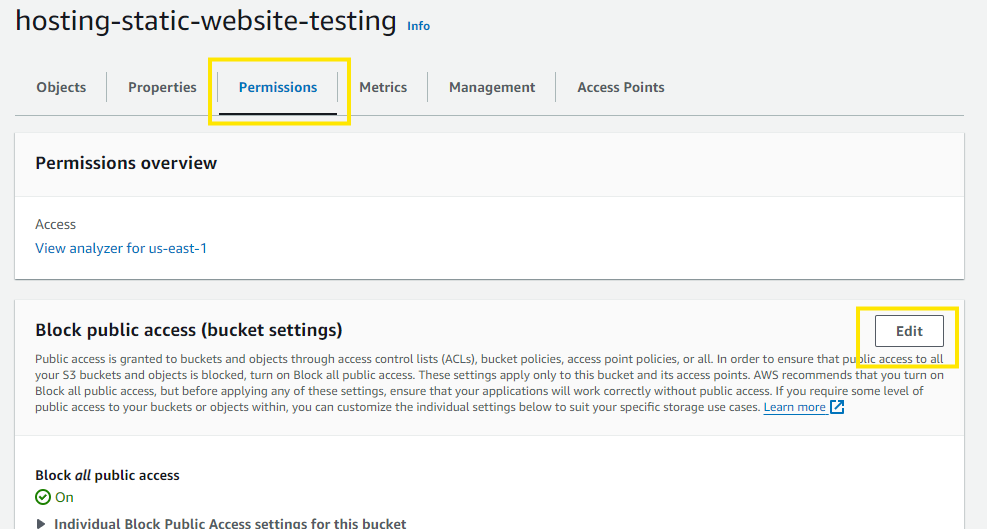 hosting-static-website-testing Info
Objects Properties Permissions Metrics Management Access Points
Permissions overview
Access
View analyzer for us-east-1
Block public access (bucket settings)
Edit
Public access is granted to buckets and objects through access control lists (ACLs), bucket policies, access point policies, or all. In order to ensure that public access to all
your S3 buckets and objects is blocked, turn on Block all public access. These settings apply only to this bucket and its access points. AWS recommends that you turn on
Block all public access, but before applying any of these settings, ensure that your applications will work correctly without public access. If you require some level of
public access to your buckets or objects within, you can customize the individual settings below to suit your specific storage use cases. Learn more
Block all public access
On
Individual Block Public Access settings for this bucket